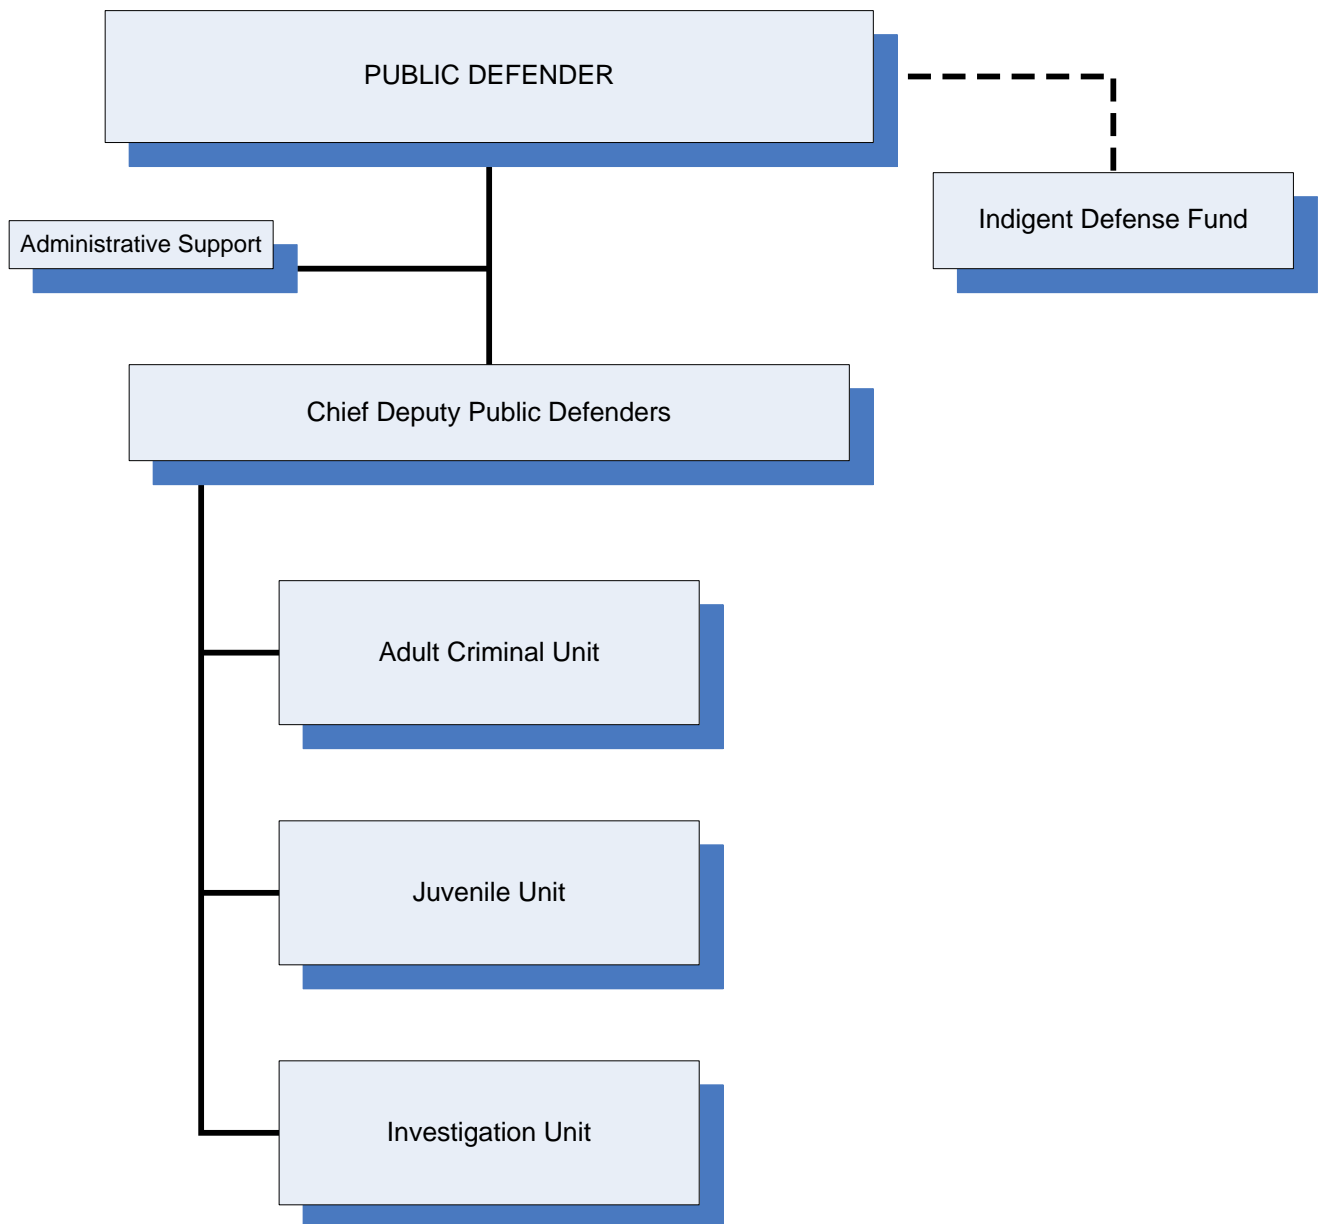 PUBLIC DEFENDER
Indigent Defense Fund
Administrative Support
Chief Deputy Public Defenders
Adult Criminal Unit
Juvenile Unit
Investigation Unit